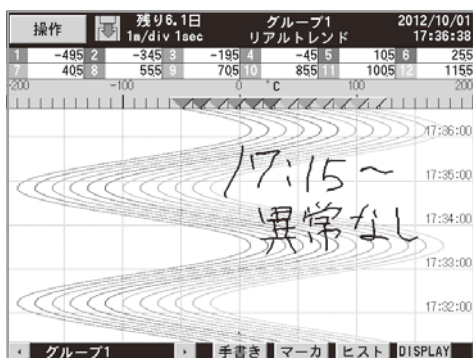 操作 残り6.1日 グループ1 2012/10/01
1m/div 1sec リアルトレンド 17:36:38
1 -495 2 -345 3 -195 4 -45 5 105 6 255
7 405 8 555 9 705 10 855 11 1005 12 1155
-200 -100 0 °C 100 200
17:36:00
17:15~
17:35:00
異常なし
17:34:00
17:33:00
17:32:00
グループ1 手書き マーカ ヒスト DISPLAY